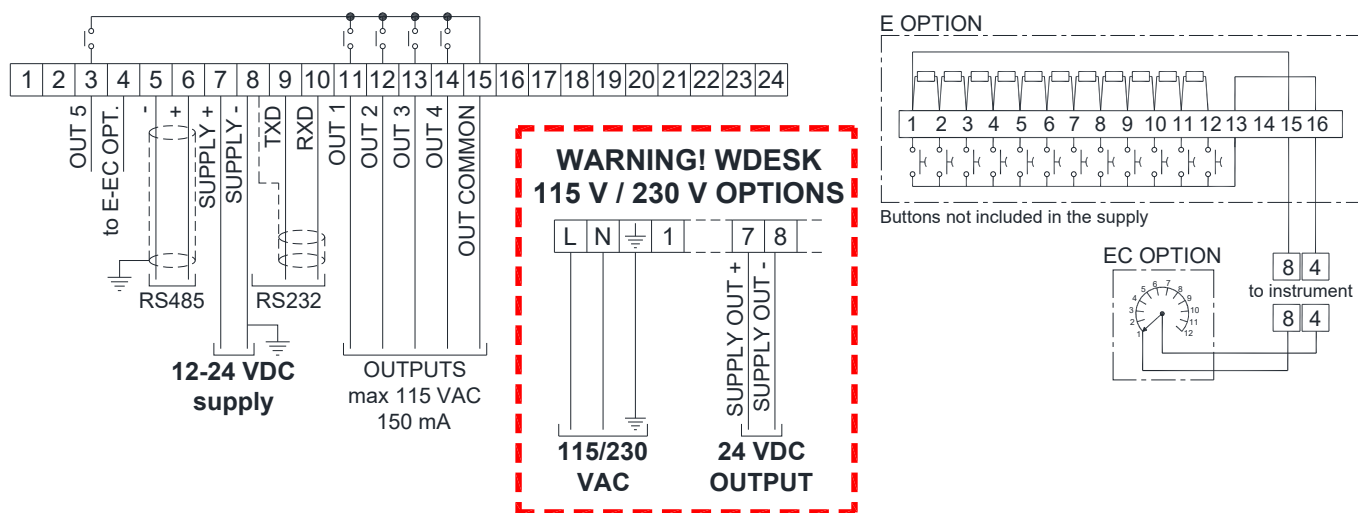 1 2 3 4 5 6 7 8 9 10 11 12 13 14 15 16 17 18 19 20 21 22 23 24
OUT 5
to E-EC OPT.
-
+
SUPPLY +
SUPPLY-
TXD
RXD
OUT 1
OUT 2
OUT 3
OUT 4
OUT COMMON
RS485
RS232
12-24 VDC
supply
OUTPUTS
max 115 VAC
150 mA
WARNING! WDESK
115 V / 230 V OPTIONS
L N 1 7 8
SUPPLY OUT +
SUPPLY OUT -
115/230
VAC
24 VDC
OUTPUT
E OPTION
1 2 3 4 5 6 7 8 9 10 11 12 13 14 15 16
Buttons not included in the supply
EC OPTION
1 2 3 4 5 6 7 8 9 10 11 12
8 4
to instrument
8 4